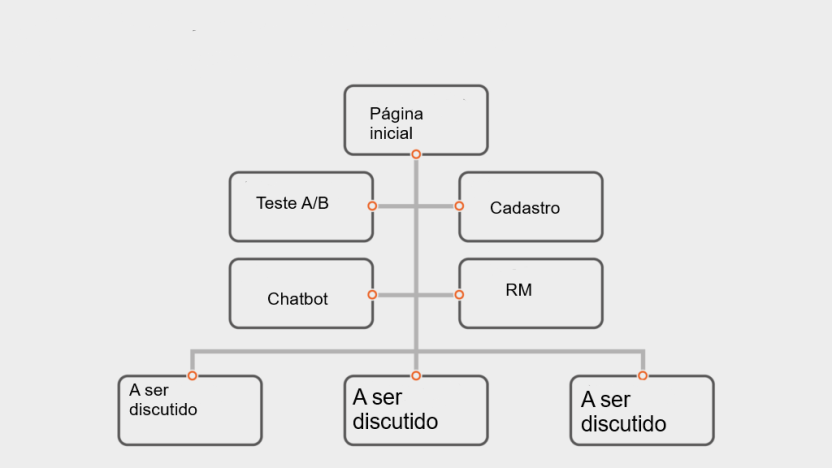 Página
inicial
Teste A/B
Cadastro
Chatbot
RM
A ser
discutido
A ser
discutido
A ser
discutido